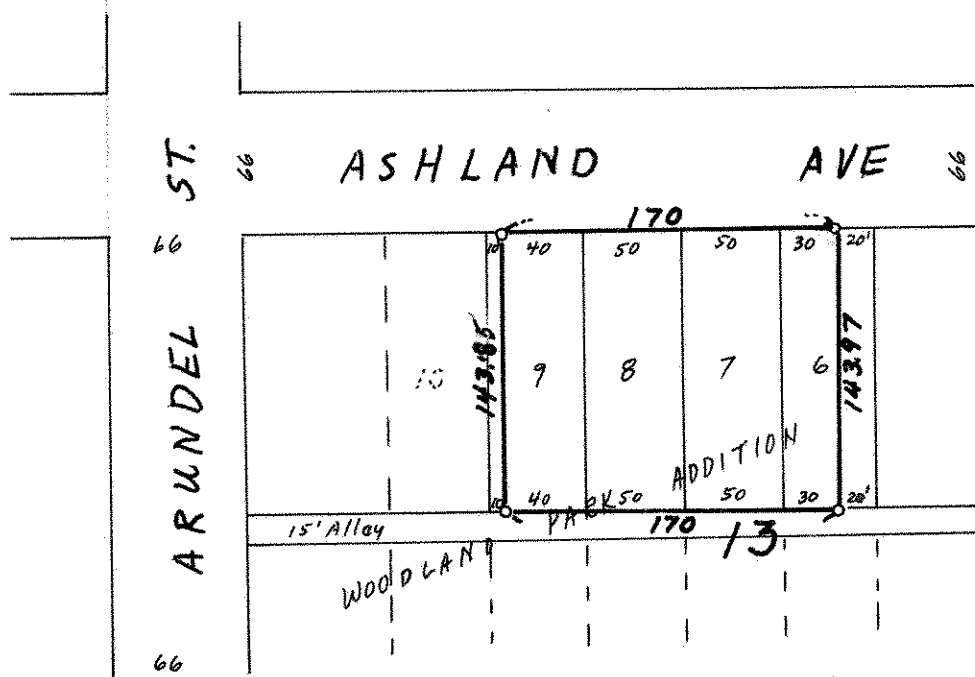 ARUNDEL ST.
66
ASHLAND AVE
66
66
170
10 40 50 50 30 20'
143.85
10 9 8 7 6
143.97
WOODLAND PARK ADDITION
10 40 50 50 30 20'
15' Alley
170
13
66